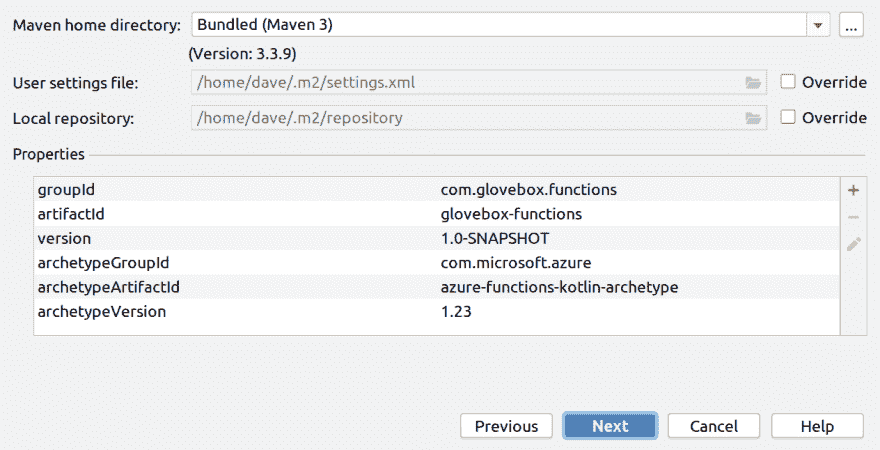 Maven home directory: Bundled (Maven 3) ...
(Version: 3.3.9)
User settings file: /home/dave/.m2/settings.xml Override
Local repository: /home/dave/.m2/repository Override
Properties
groupId com.glovebox.functions
artifactId glovebox-functions
version 1.0-SNAPSHOT
archetypeGroupId com.microsoft.azure
archetypeArtifactId azure-functions-kotlin-archetype
archetypeVersion 1.23
Previous Next Cancel Help